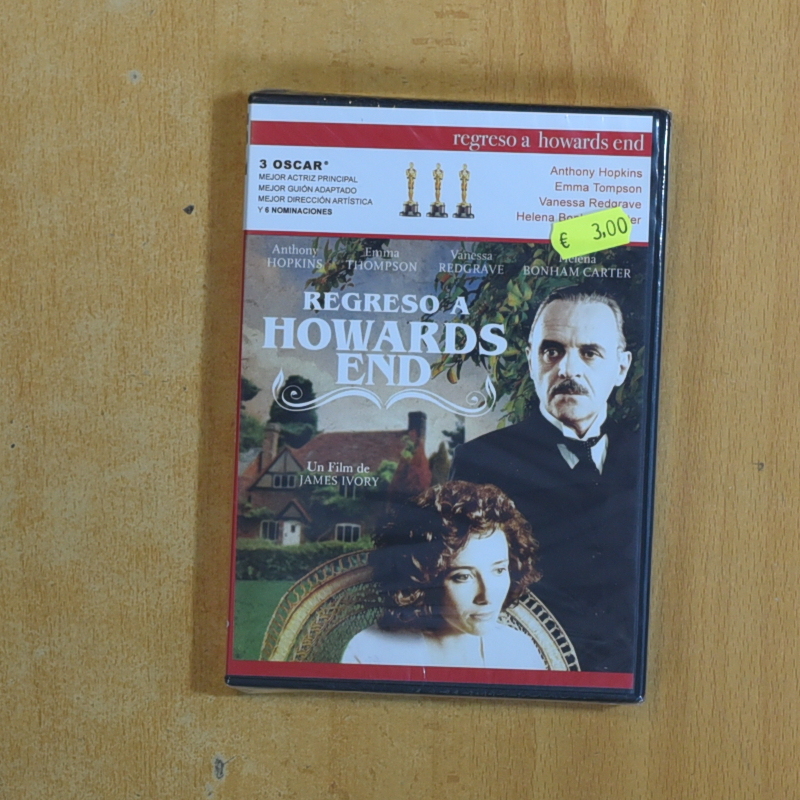 regreso a howards end
3 OSCAR®
MEJOR ACTRIZ PRINCIPAL
MEJOR GUIÓN ADAPTADO
MEJOR DIRECCIÓN ARTÍSTICA
Y 6 NOMINACIONES
Anthony Hopkins
Emma Tompson
Vanessa Redgrave
Helena
€ 3,00
Anthony HOPKINS
Emma THOMPSON
Vanessa REDGRAVE
Helena BONHAM CARTER
REGRESO A
HOWARDS
END
Un Film de
JAMES IVORY